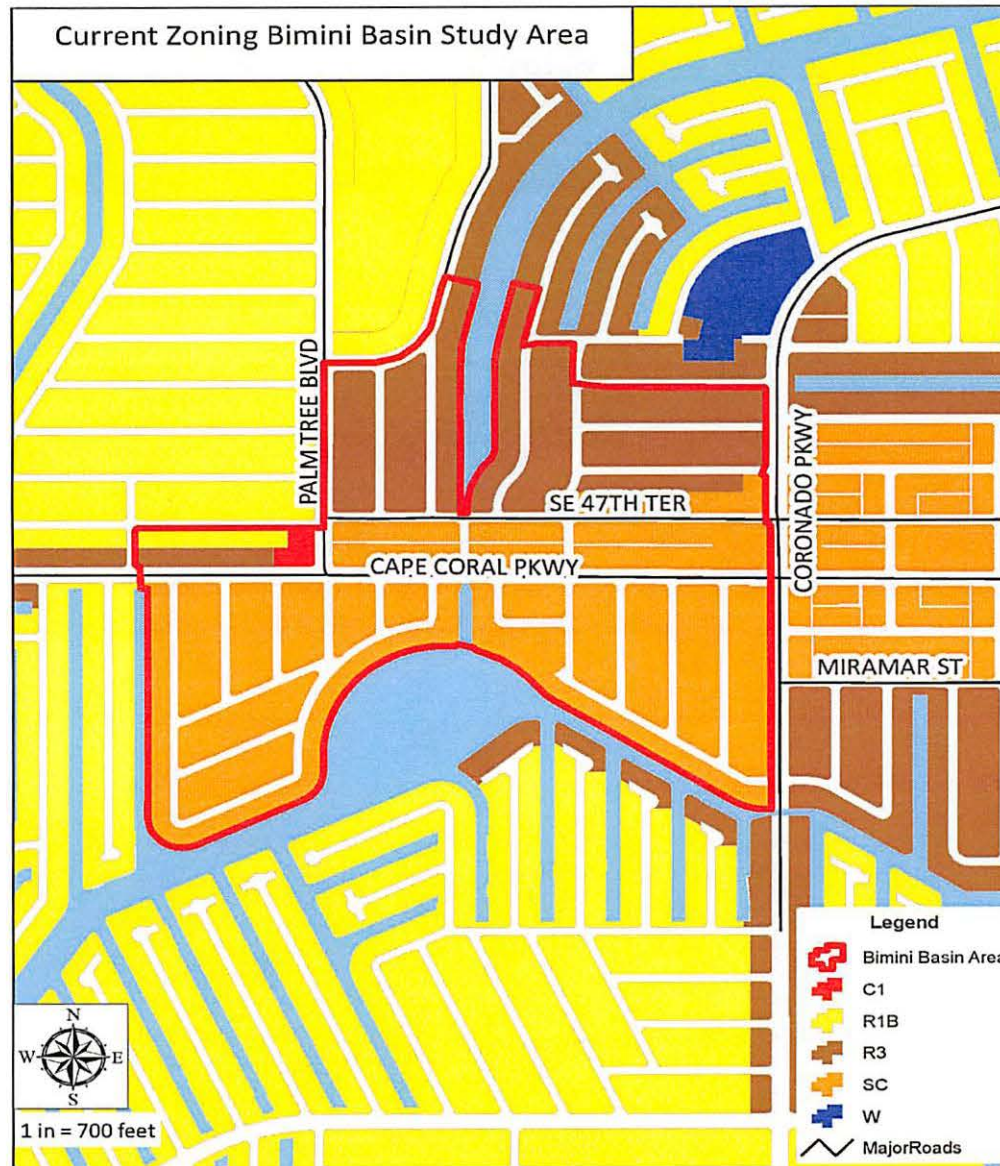 Current Zoning Bimini Basin Study Area
PALM TREE BLVD
CORONADO PKWY
SE 47TH TER
CAPE CORAL PKWY
MIRAMAR ST
Legend
Bimini Basin Area
C1
R1B
R3
SC
W
MajorRoads
N
W
E
S
1 in = 700 feet